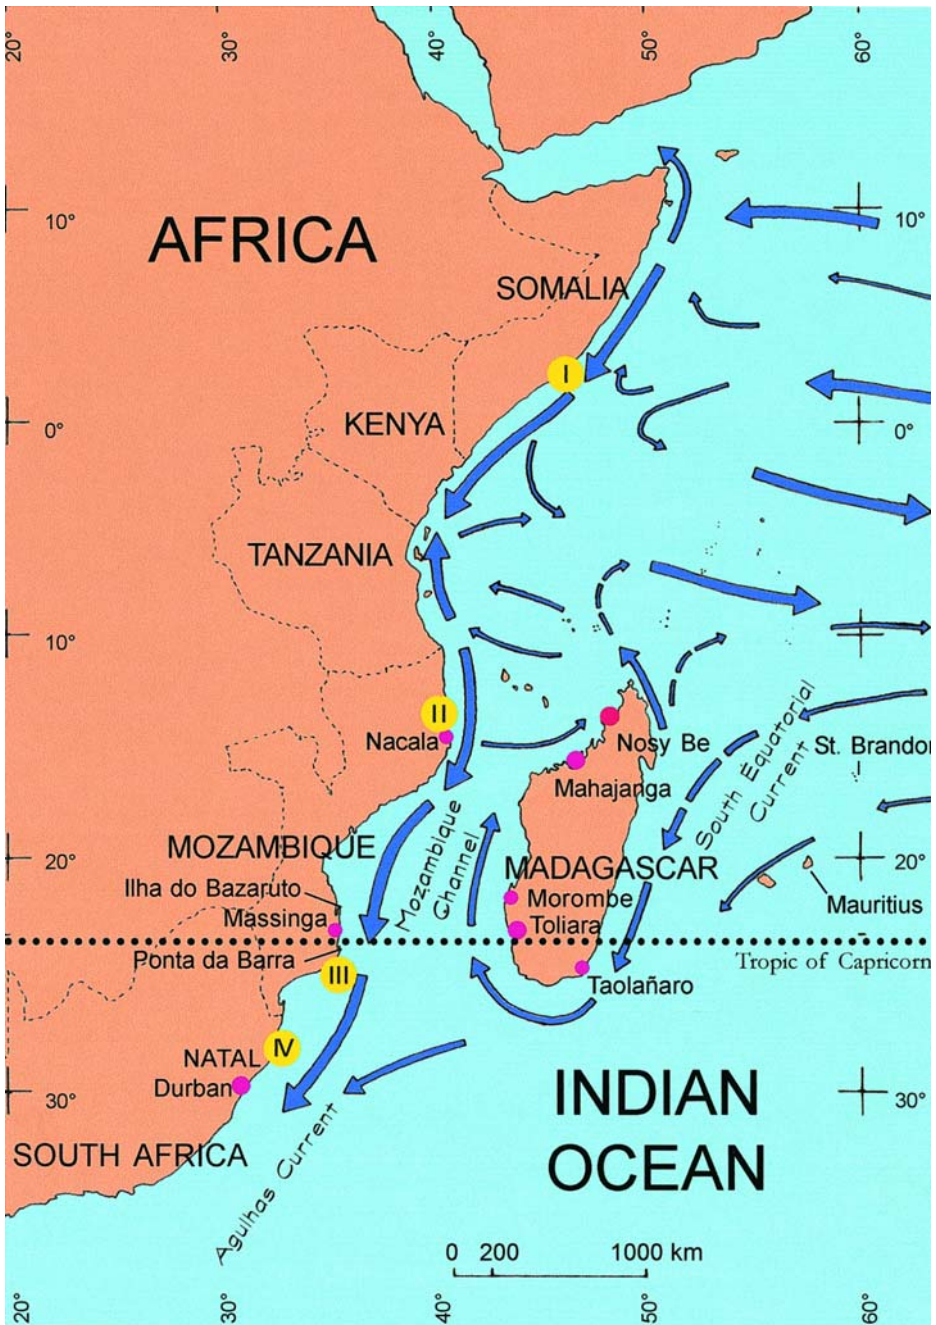 20°
30°
40°
50°
60°
10°
10°
AFRICA
SOMALIA
I
KENYA
0°
0°
TANZANIA
10°
10°
II
Nacala
Nosy Be
Mahajanga
South Equatorial
Current
St. Brandon
Mozambique
Channel
MOZAMBIQUE
20°
MADAGASCAR
20°
Ilha do Bazaruto
Morombe
Mauritius
Massinga
Toliara
Ponta da Barra
Tropic of Capricorn
III
Taolañaro
IV
NATAL
Durban
30°
30°
INDIAN
OCEAN
SOUTH AFRICA
Agulhas Current
0 200 1000 km
20°
30°
40°
50°
60°